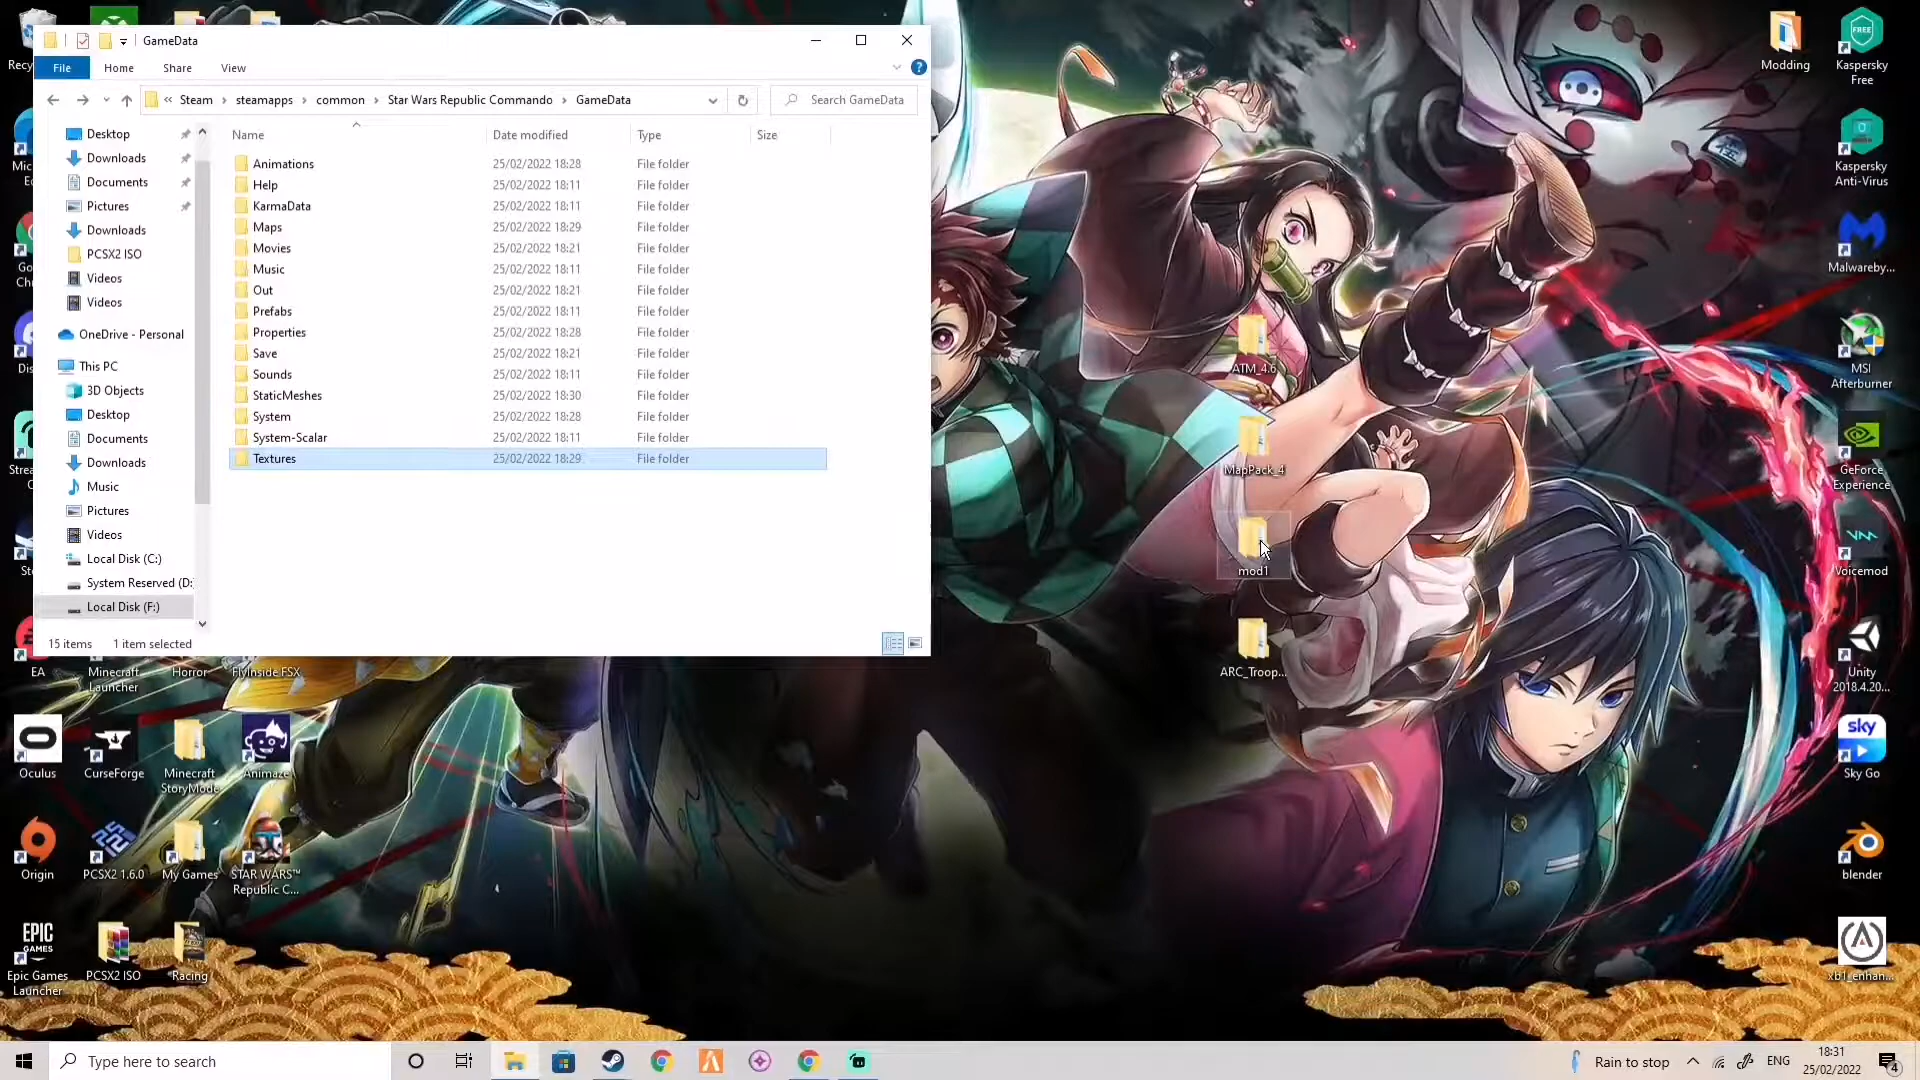 GameData
File
Home
Share
View
« Steam › steamapps › common › Star Wars Republic Commando › GameData
Search GameData
Name
Date modified
Type
Size
Animations 25/02/2022 18:28 File folder
Help 25/02/2022 18:11 File folder
KarmaData 25/02/2022 18:11 File folder
Maps 25/02/2022 18:29 File folder
Movies 25/02/2022 18:21 File folder
Music 25/02/2022 18:11 File folder
Out 25/02/2022 18:21 File folder
Prefabs 25/02/2022 18:11 File folder
Properties 25/02/2022 18:28 File folder
Save 25/02/2022 18:21 File folder
Sounds 25/02/2022 18:11 File folder
StaticMeshes 25/02/2022 18:30 File folder
System 25/02/2022 18:28 File folder
System-Scalar 25/02/2022 18:11 File folder
Textures 25/02/2022 18:29 File folder
Desktop
Downloads
Documents
Pictures
Downloads
PCSX2 ISO
Videos
Videos
OneDrive - Personal
This PC
3D Objects
Desktop
Documents
Downloads
Music
Pictures
Videos
Local Disk (C:)
System Reserved (D:
Local Disk (F:)
15 items
1 item selected
ATM_4.6
MapPack_4
mod1
ARC_Troop...
Modding
FREE
Kaspersky
Free
Kaspersky
Anti-Virus
Malwareby...
MSI
Afterburner
GeForce
Experience
Voicemod
Unity
2018.4.20...
sky
Sky Go
blender
xb1_enhan...
EA
Minecraft
Launcher
Horror
FlyInside FSX
Oculus
CurseForge
Minecraft
StoryMode
Animaze
Origin
PCSX2 1.6.0
My Games
STAR WARS™
Republic C...
EPIC
GAMES
Epic Games
Launcher
PCSX2 ISO
Racing
Type here to search
Rain to stop
ENG
18:31
25/02/2022
4